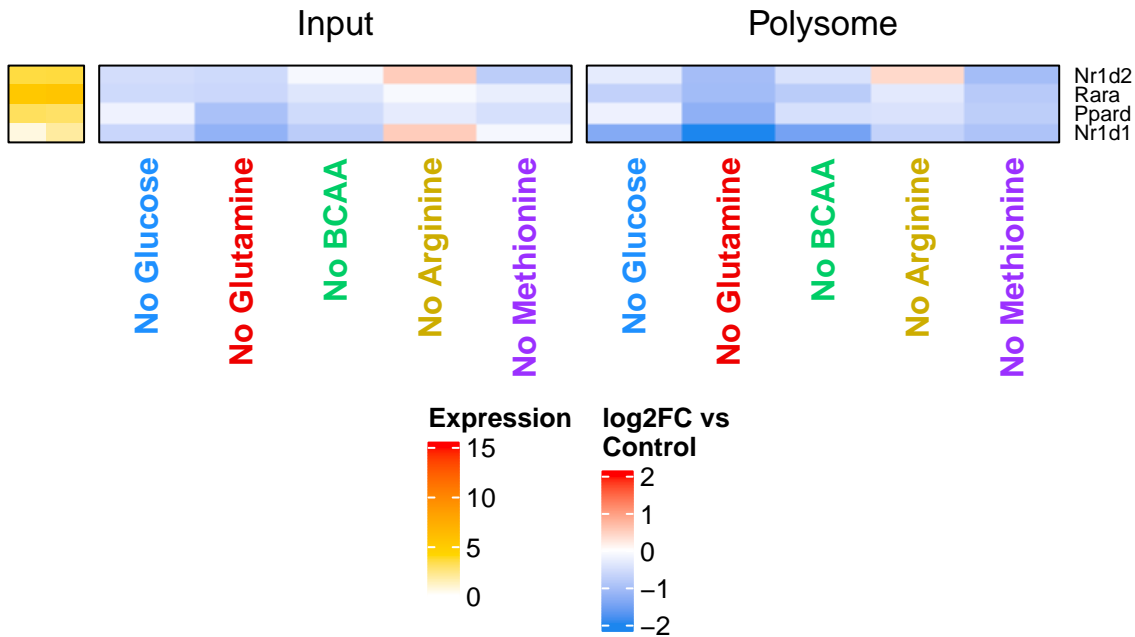 Input
Polysome
Nr1d2
Rara
Ppard
Nr1d1
No Glucose
No Glutamine
No BCAA
No Arginine
No Methionine
No Glucose
No Glutamine
No BCAA
No Arginine
No Methionine
Expression
15
10
5
0
log2FC vs
Control
2
1
0
−1
−2